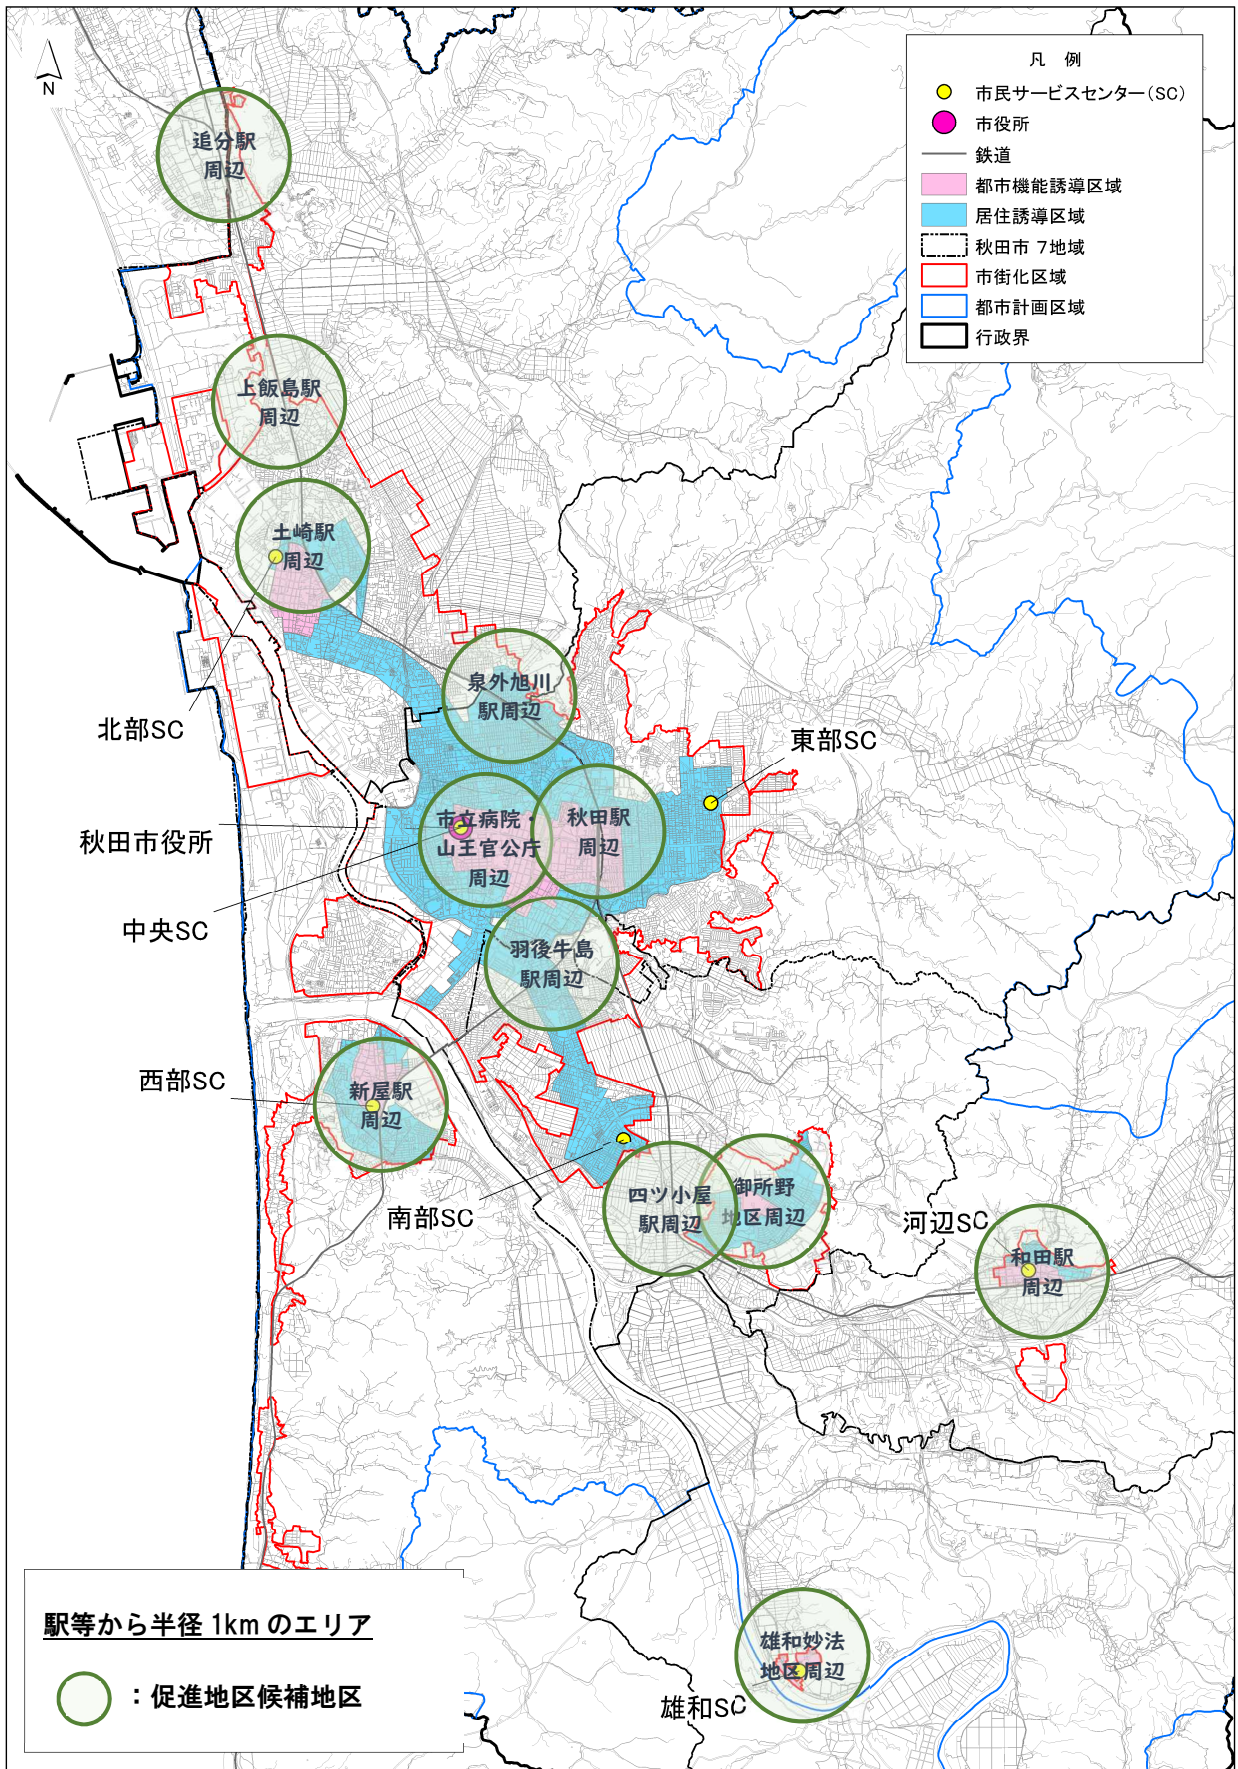 N
凡 例
市民サービスセンター(SC)
市役所
鉄道
都市機能誘導区域
居住誘導区域
秋田市 7地域
市街化区域
都市計画区域
行政界
追分駅
周辺
上飯島駅
周辺
土崎駅
周辺
泉外旭川
駅周辺
北部SC
東部SC
秋田市役所
市立病院・
山王官公庁
周辺
秋田駅
周辺
中央SC
羽後牛島
駅周辺
西部SC
新屋駅
周辺
南部SC
四ツ小屋
駅周辺
御所野
地区周辺
河辺SC
和田駅
周辺
雄和妙法
地区周辺
雄和SC
駅等から半径 1km のエリア
:促進地区候補地区